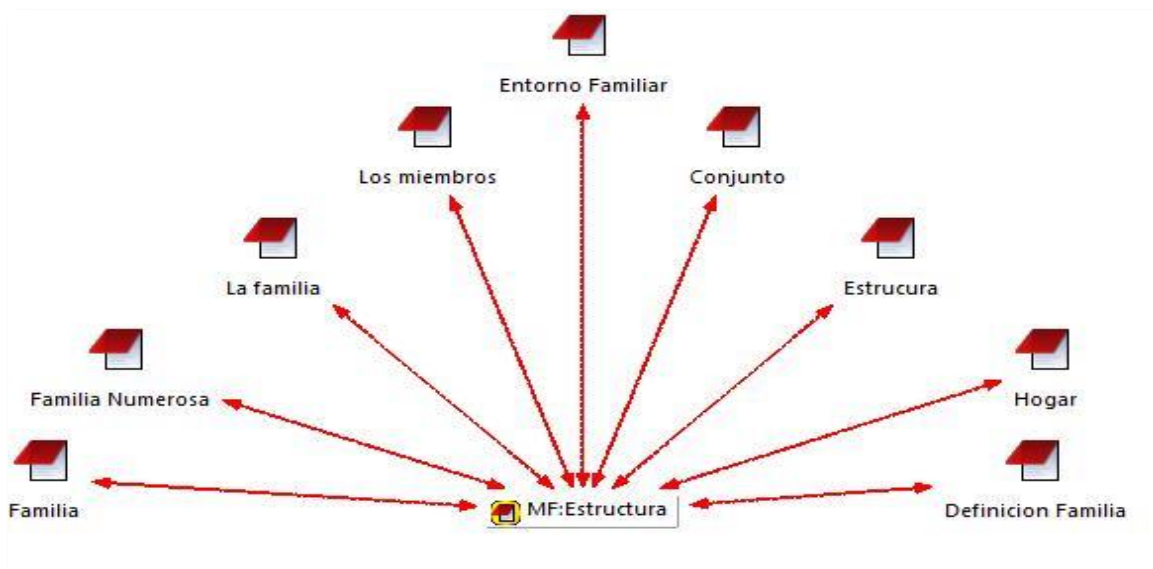 Entorno Familiar
Los miembros
Conjunto
La familia
Estrucura
Familia Numerosa
Hogar
Familia
MF:Estructura
Definicion Familia